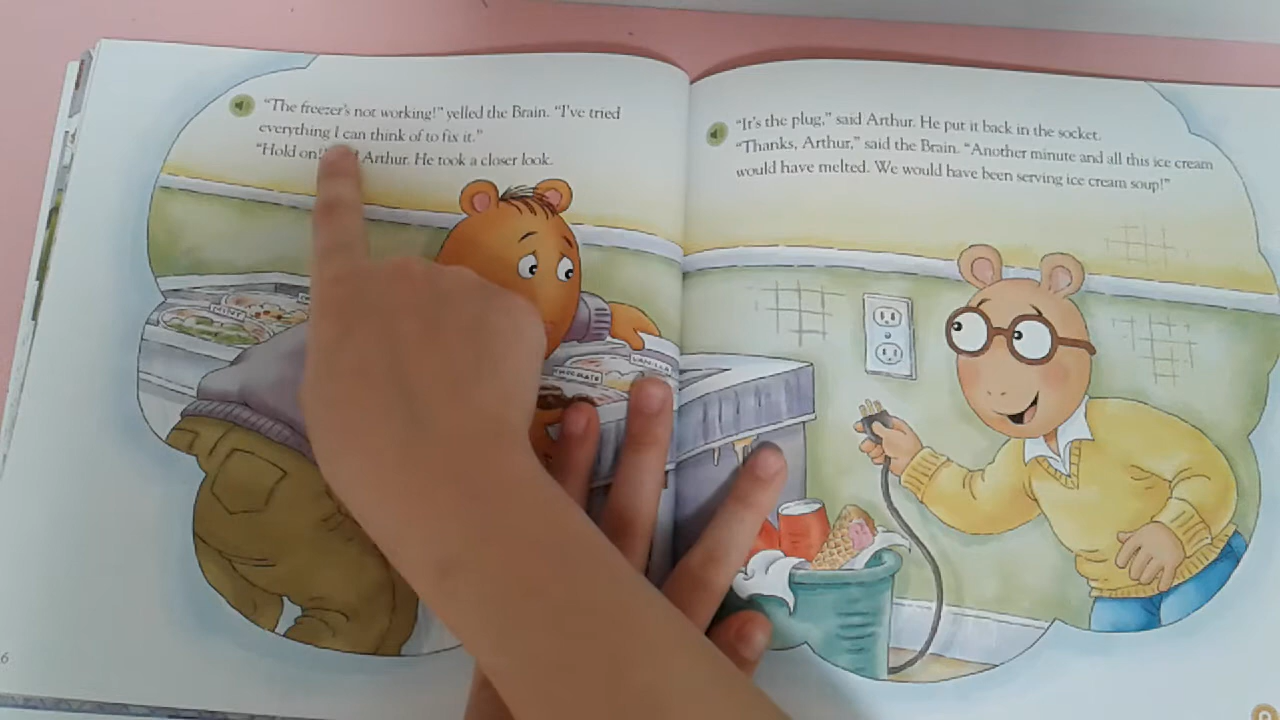 "The freezer's not working!" yelled the Brain. "I've tried
everything I can think of to fix it."
"Hold on!" Arthur. He took a closer look.
"It's the plug," said Arthur. He put it back in the socket.
"Thanks, Arthur," said the Brain. "Another minute and all this ice cream
would have melted. We would have been serving ice cream soup!"
MINT
CHOCOLATE
VANILLA
6